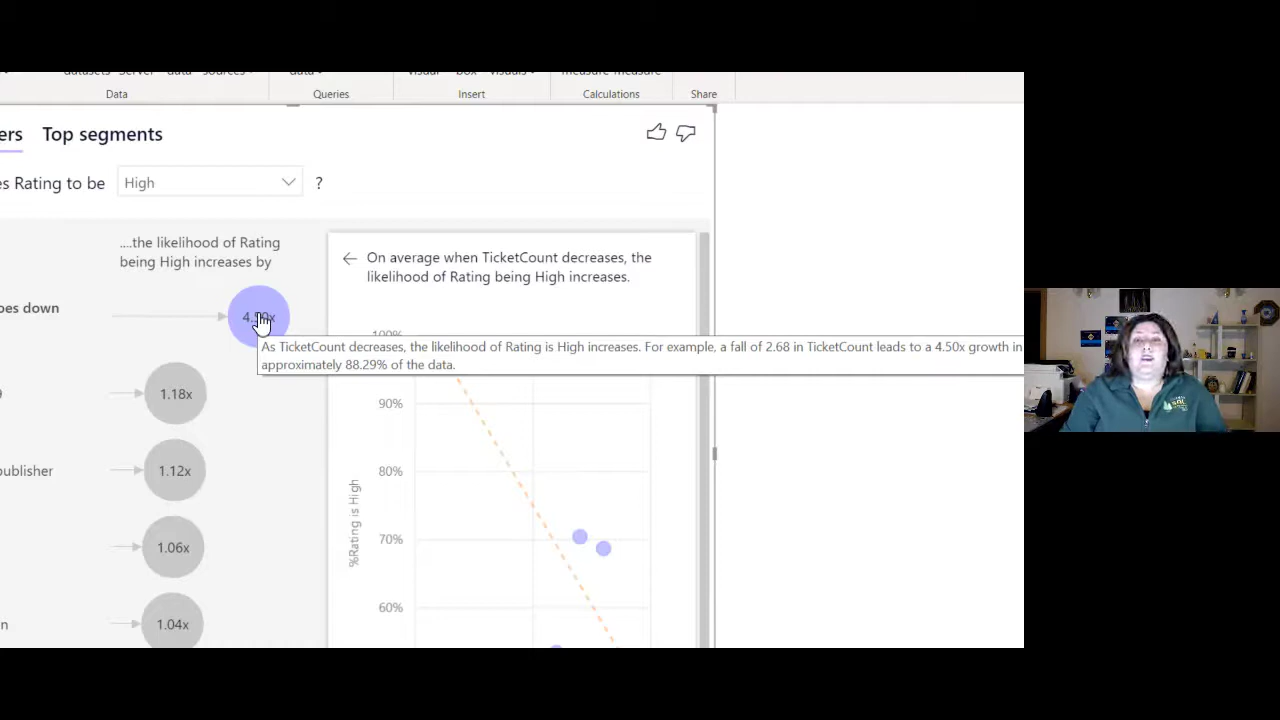 Data
Queries
Insert
Calculations
Share
ers Top segments
es Rating to be High ?
....the likelihood of Rating
being High increases by
oes down
1.18x
publisher
1.12x
1.06x
n
1.04x
On average when TicketCount decreases, the
likelihood of Rating being High increases.
As TicketCount decreases, the likelihood of Rating is High increases. For example, a fall of 2.68 in TicketCount leads to a 4.50x growth in
approximately 88.29% of the data.
100%
90%
80%
70%
60%
%Rating is High